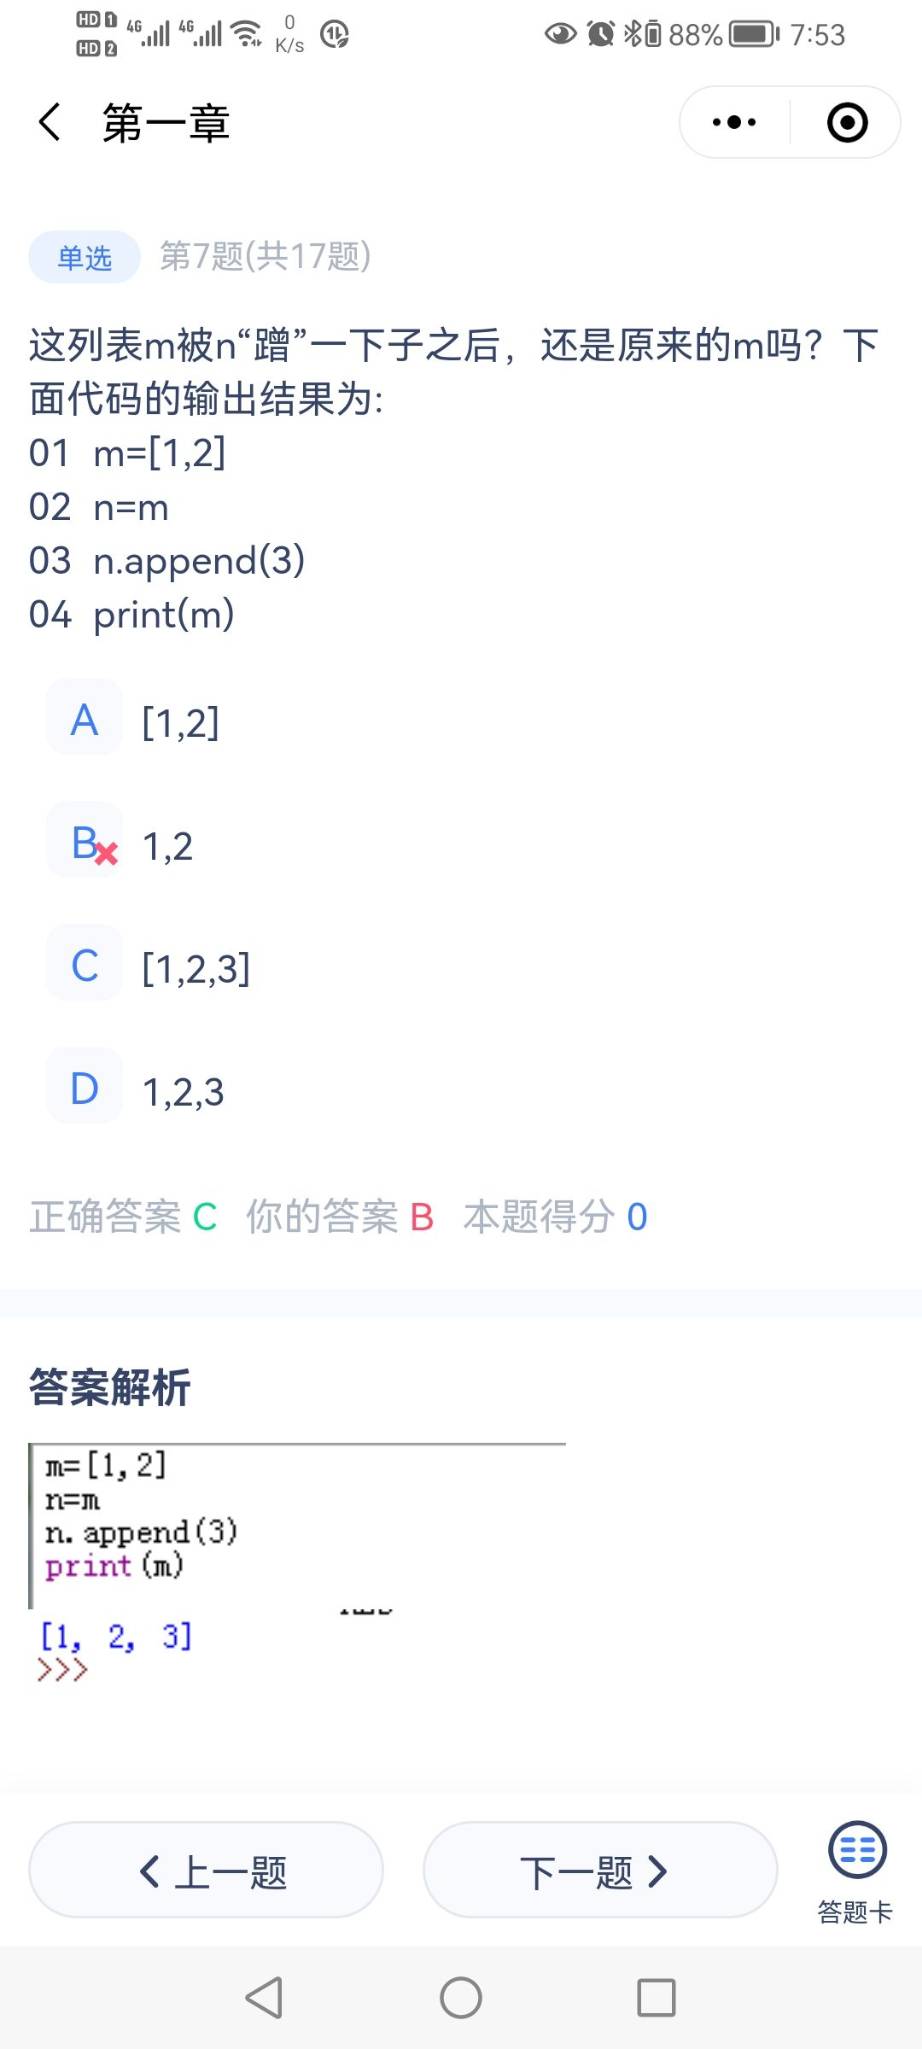 HD 1 4G 4G 0 88% 7:53
HD 2 K/s
第一章
单选 第7题(共17题)
这列表m被n“蹭”一下子之后，还是原来的m吗？下
面代码的输出结果为:
01 m=[1,2]
02 n=m
03 n.append(3)
04 print(m)
A [1,2]
B 1,2
C [1,2,3]
D 1,2,3
正确答案 C 你的答案 B 本题得分 0
答案解析
m=[1,2]
n=m
n.append(3)
print(m)
[1, 2, 3]
>>>
上一题 下一题
答题卡